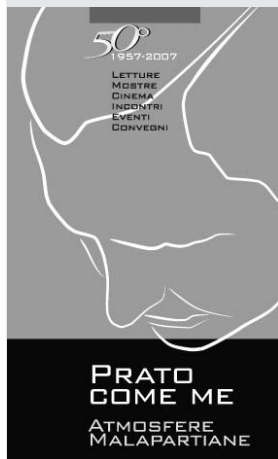 50°
1957-2007
LETTURE
MOSTRE
CINEMA
INCONTRI
EVENTI
CONVEGNI
PRATO
COME ME
ATMOSFERE
MALAPARTIANE